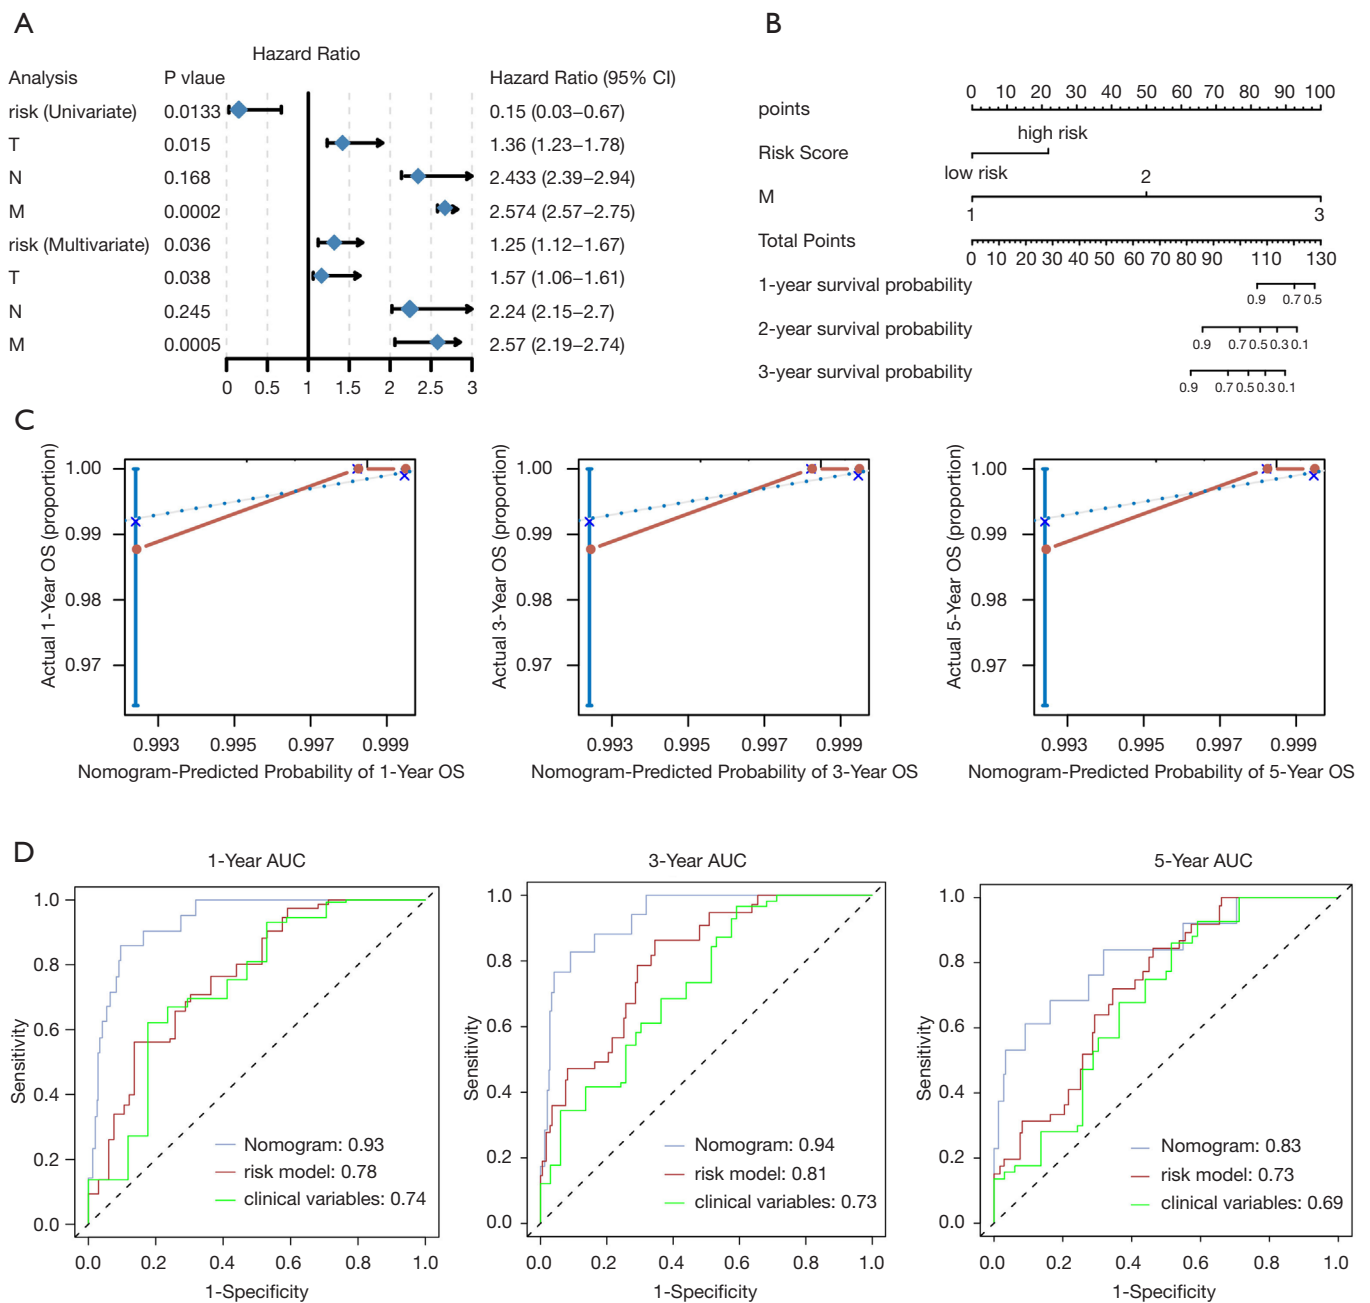 A
Hazard Ratio
Analysis P vlaue Hazard Ratio (95% CI)
risk (Univariate) 0.0133 0.15 (0.03–0.67)
T 0.015 1.36 (1.23–1.78)
N 0.168 2.433 (2.39–2.94)
M 0.0002 2.574 (2.57–2.75)
risk (Multivariate) 0.036 1.25 (1.12–1.67)
T 0.038 1.57 (1.06–1.61)
N 0.245 2.24 (2.15–2.7)
M 0.0005 2.57 (2.19–2.74)
0 0.5 1 1.5 2 2.5 3
B
points 0 10 20 30 40 50 60 70 80 90 100
high risk
Risk Score
low risk
M
2
1 3
Total Points
0 10 20 30 40 50 60 70 80 90 110 130
1-year survival probability
0.9 0.7 0.5
2-year survival probability
0.9 0.7 0.5 0.3 0.1
3-year survival probability
0.9 0.7 0.5 0.3 0.1
C
Actual 1-Year OS (proportion)
1.00
0.99
0.98
0.97
0.993 0.995 0.997 0.999
Nomogram-Predicted Probability of 1-Year OS
Actual 3-Year OS (proportion)
1.00
0.99
0.98
0.97
0.993 0.995 0.997 0.999
Nomogram-Predicted Probability of 3-Year OS
Actual 5-Year OS (proportion)
1.00
0.99
0.98
0.97
0.993 0.995 0.997 0.999
Nomogram-Predicted Probability of 5-Year OS
D
1-Year AUC
Sensitivity
1.0
0.8
0.6
0.4
0.2
0.0
Nomogram: 0.93
risk model: 0.78
clinical variables: 0.74
0.0 0.2 0.4 0.6 0.8 1.0
1-Specificity
3-Year AUC
Sensitivity
1.0
0.8
0.6
0.4
0.2
0.0
Nomogram: 0.94
risk model: 0.81
clinical variables: 0.73
0.0 0.2 0.4 0.6 0.8 1.0
1-Specificity
5-Year AUC
Sensitivity
1.0
0.8
0.6
0.4
0.2
0.0
Nomogram: 0.83
risk model: 0.73
clinical variables: 0.69
0.0 0.2 0.4 0.6 0.8 1.0
1-Specificity